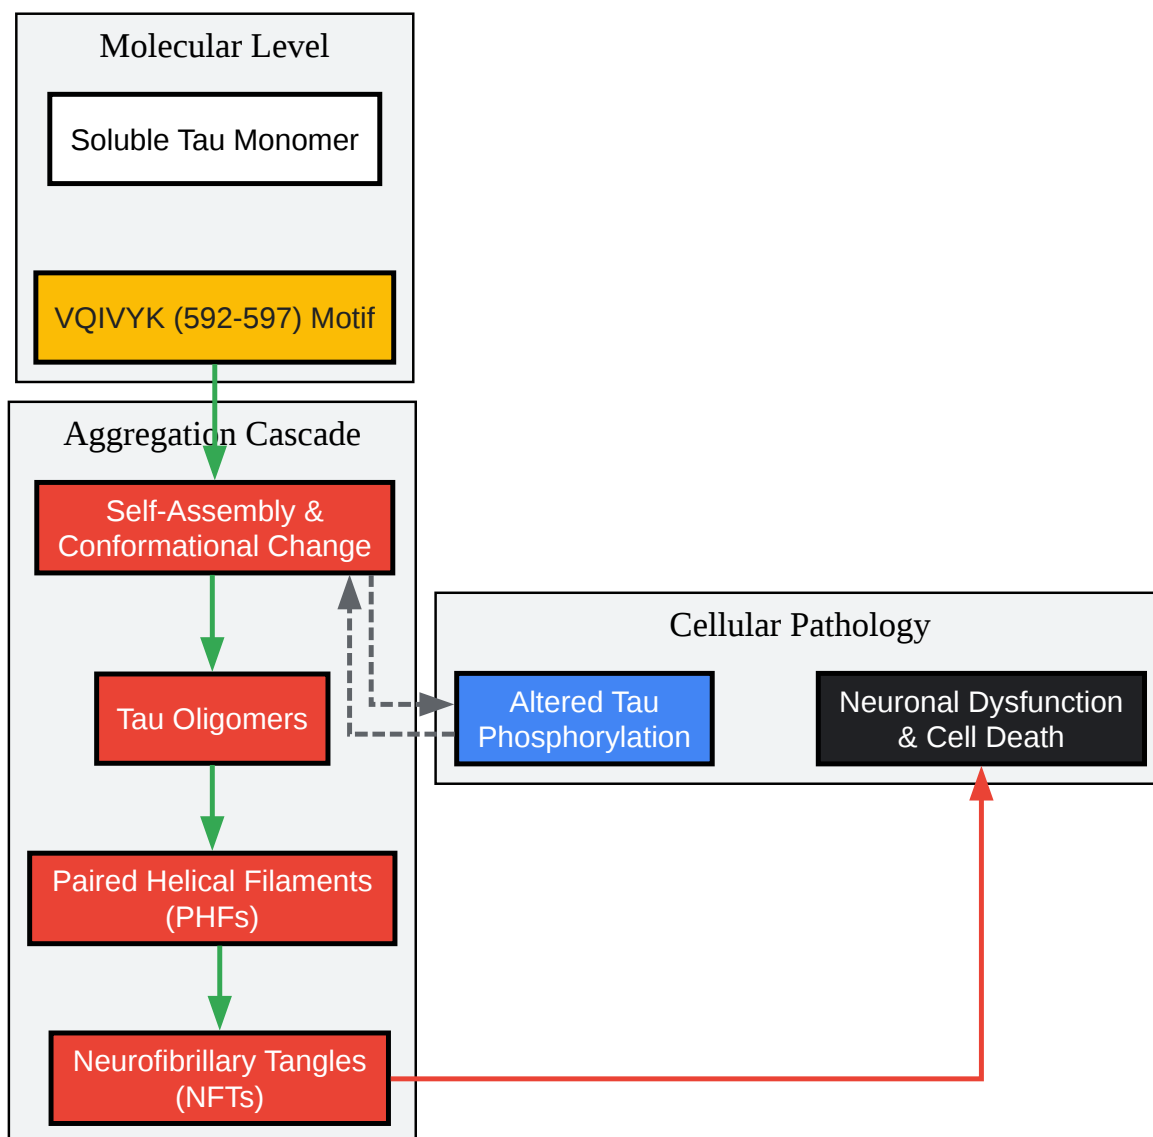 Molecular Level
Soluble Tau Monomer
VQIVYK (592-597) Motif
Aggregation Cascade
Self-Assembly &
Conformational Change
Tau Oligomers
Paired Helical Filaments
(PHFs)
Neurofibrillary Tangles
(NFTs)
Cellular Pathology
Altered Tau
Phosphorylation
Neuronal Dysfunction
& Cell Death